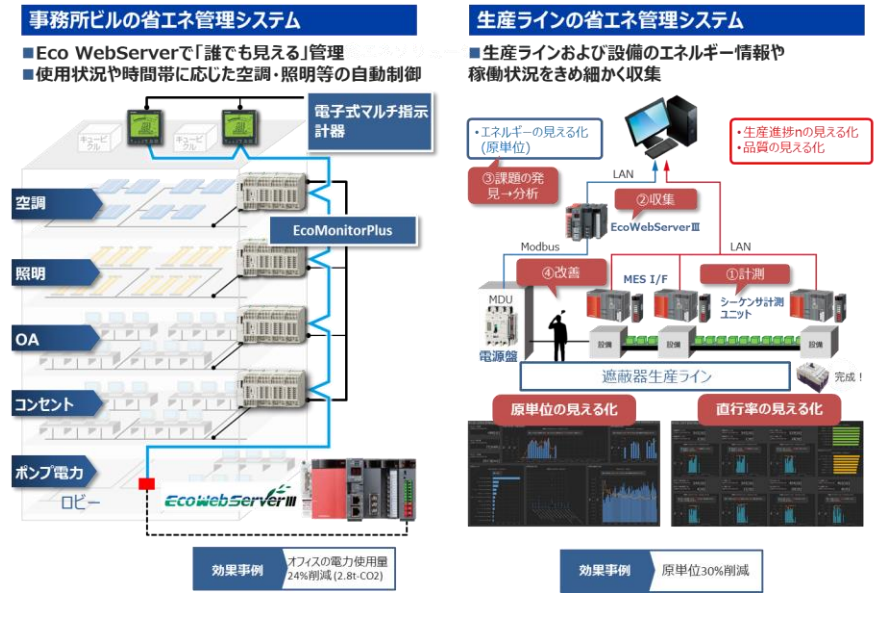 事務所ビルの省エネ管理システム
■Eco WebServerで「誰でも見える」管理
■使用状況や時間帯に応じた空調・照明等の自動制御
電子式マルチ指示
計器
キュービ
クル
キュービ
クル
空調
EcoMonitorPlus
照明
OA
コンセント
ポンプ電力
ロビー
EcoWebServerⅢ
効果事例
オフィスの電力使用量
24%削減(2.8t-CO2)
生産ラインの省エネ管理システム
■生産ラインおよび設備のエネルギー情報や
稼働状況をきめ細かく収集
・エネルギーの見える化
(原単位)
・生産進捗nの見える化
・品質の見える化
③課題の発
見→分析
LAN
②収集
EcoWebServerⅢ
Modbus
LAN
④改善
MES I/F
①計測
MDU
シーケンサ計測
ユニット
電源盤
設備
設備
設備
遮蔽器生産ライン
完成！
原単位の見える化
直行率の見える化
効果事例
原単位30%削減